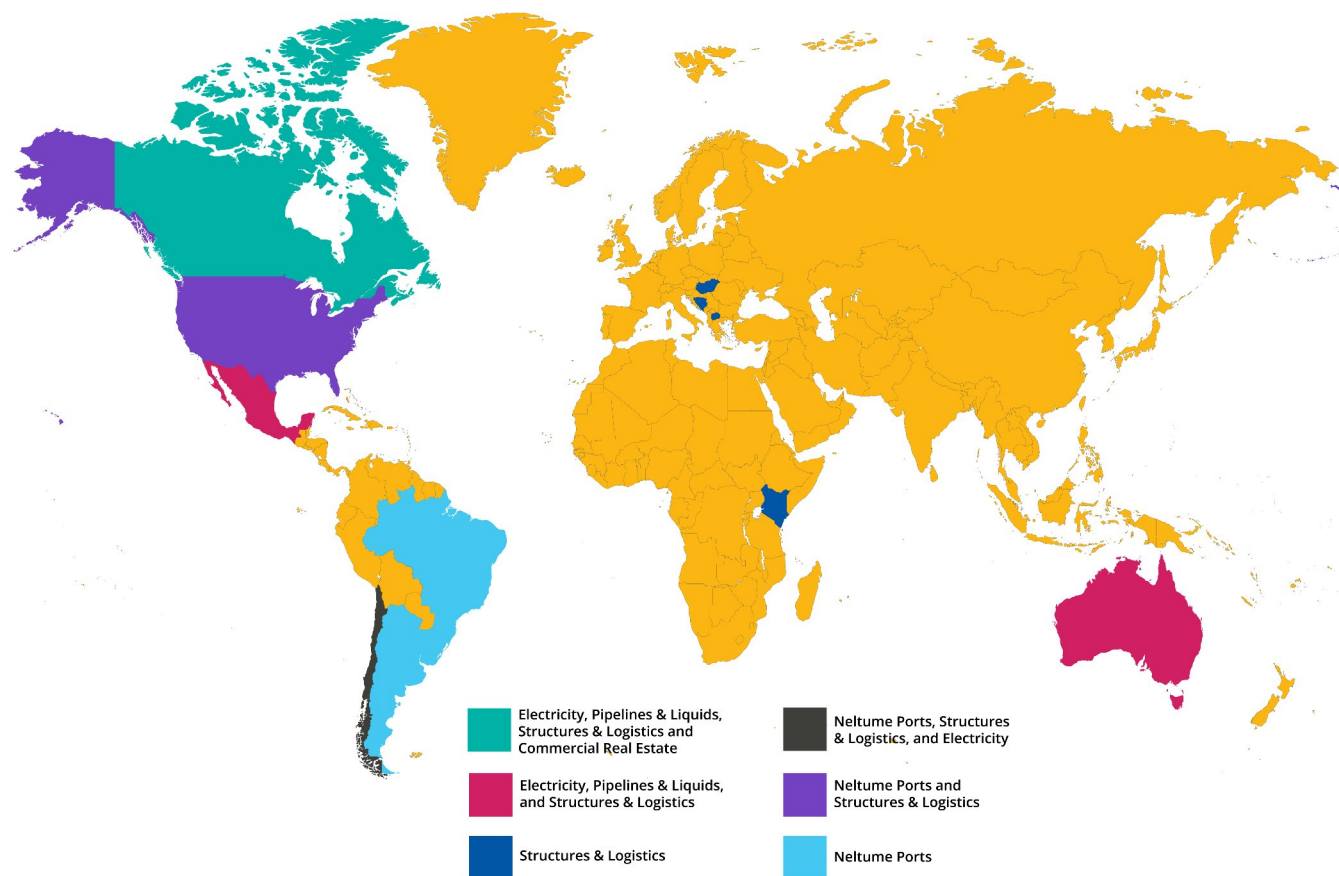 Electricity, Pipelines & Liquids,
Structures & Logistics and
Commercial Real Estate
Electricity, Pipelines & Liquids,
and Structures & Logistics
Structures & Logistics
Neltume Ports, Structures
& Logistics, and Electricity
Neltume Ports and
Structures & Logistics
Neltume Ports